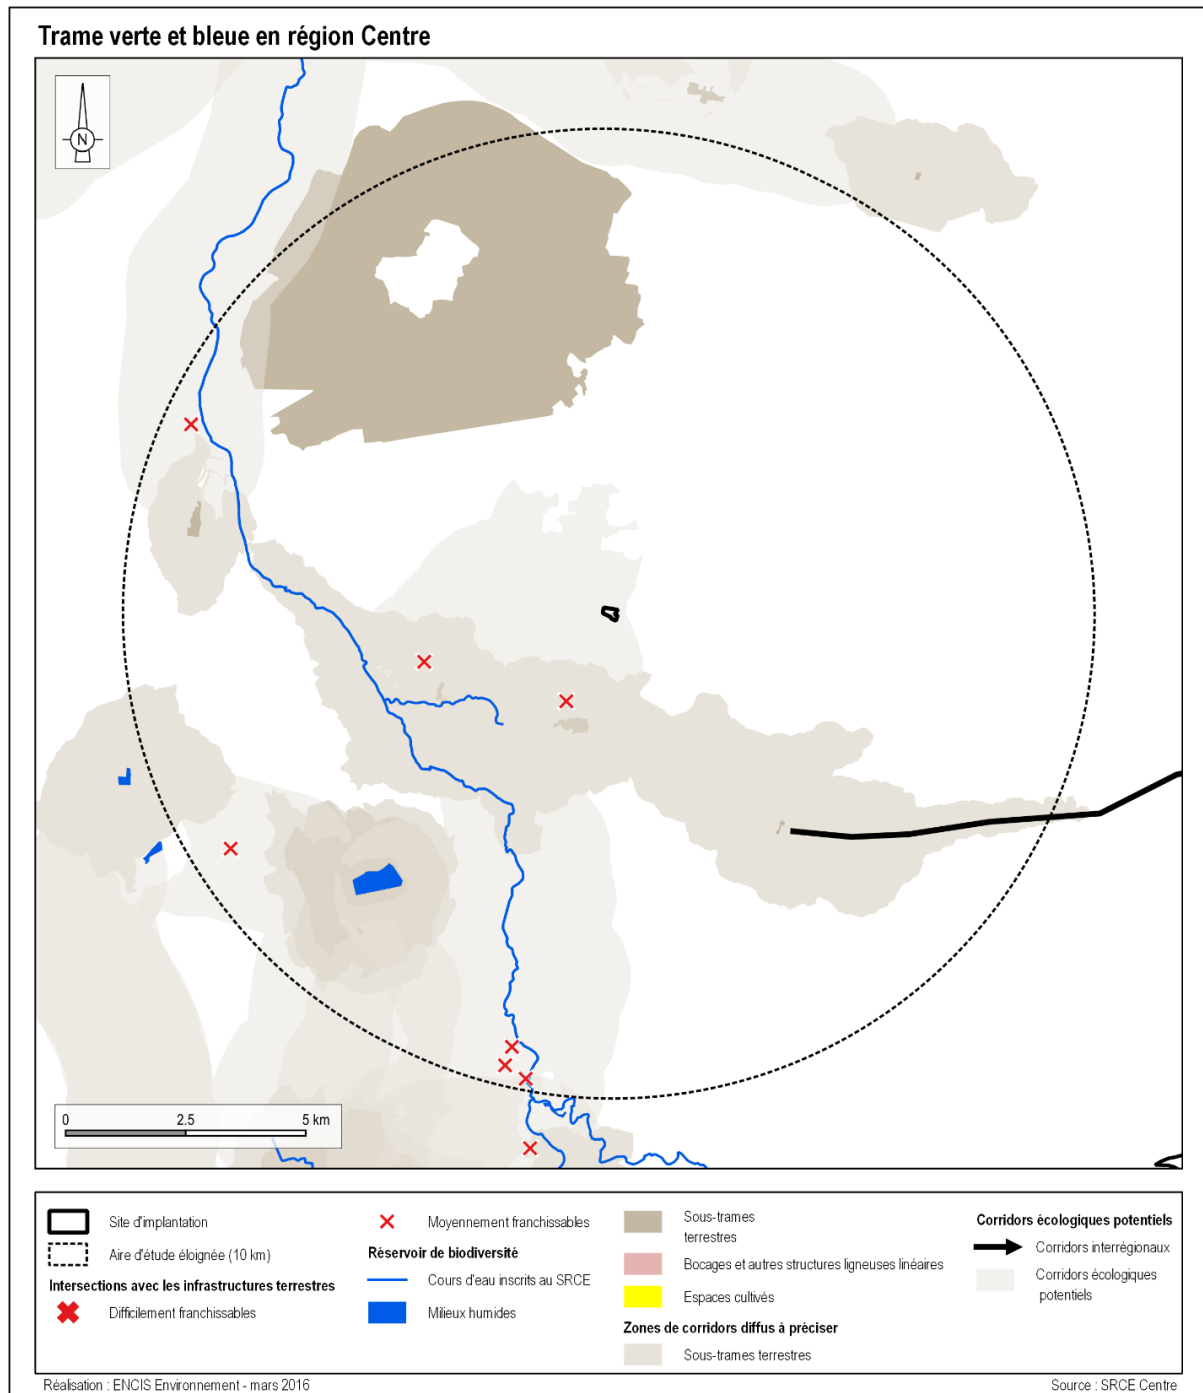 Trame verte et bleue en région Centre
N
0 2.5 5 km
Site d'implantation
Aire d'étude éloignée (10 km)
Intersections avec les infrastructures terrestres
Difficilement franchissables
Moyennement franchissables
Réservoir de biodiversité
Cours d'eau inscrits au SRCE
Milieux humides
Sous-trames
terrestres
Bocages et autres structures ligneuses linéaires
Espaces cultivés
Zones de corridors diffus à préciser
Sous-trames terrestres
Corridors écologiques potentiels
Corridors interrégionaux
Corridors écologiques
potentiels
Réalisation : ENCIS Environnement - mars 2016
Source : SRCE Centre